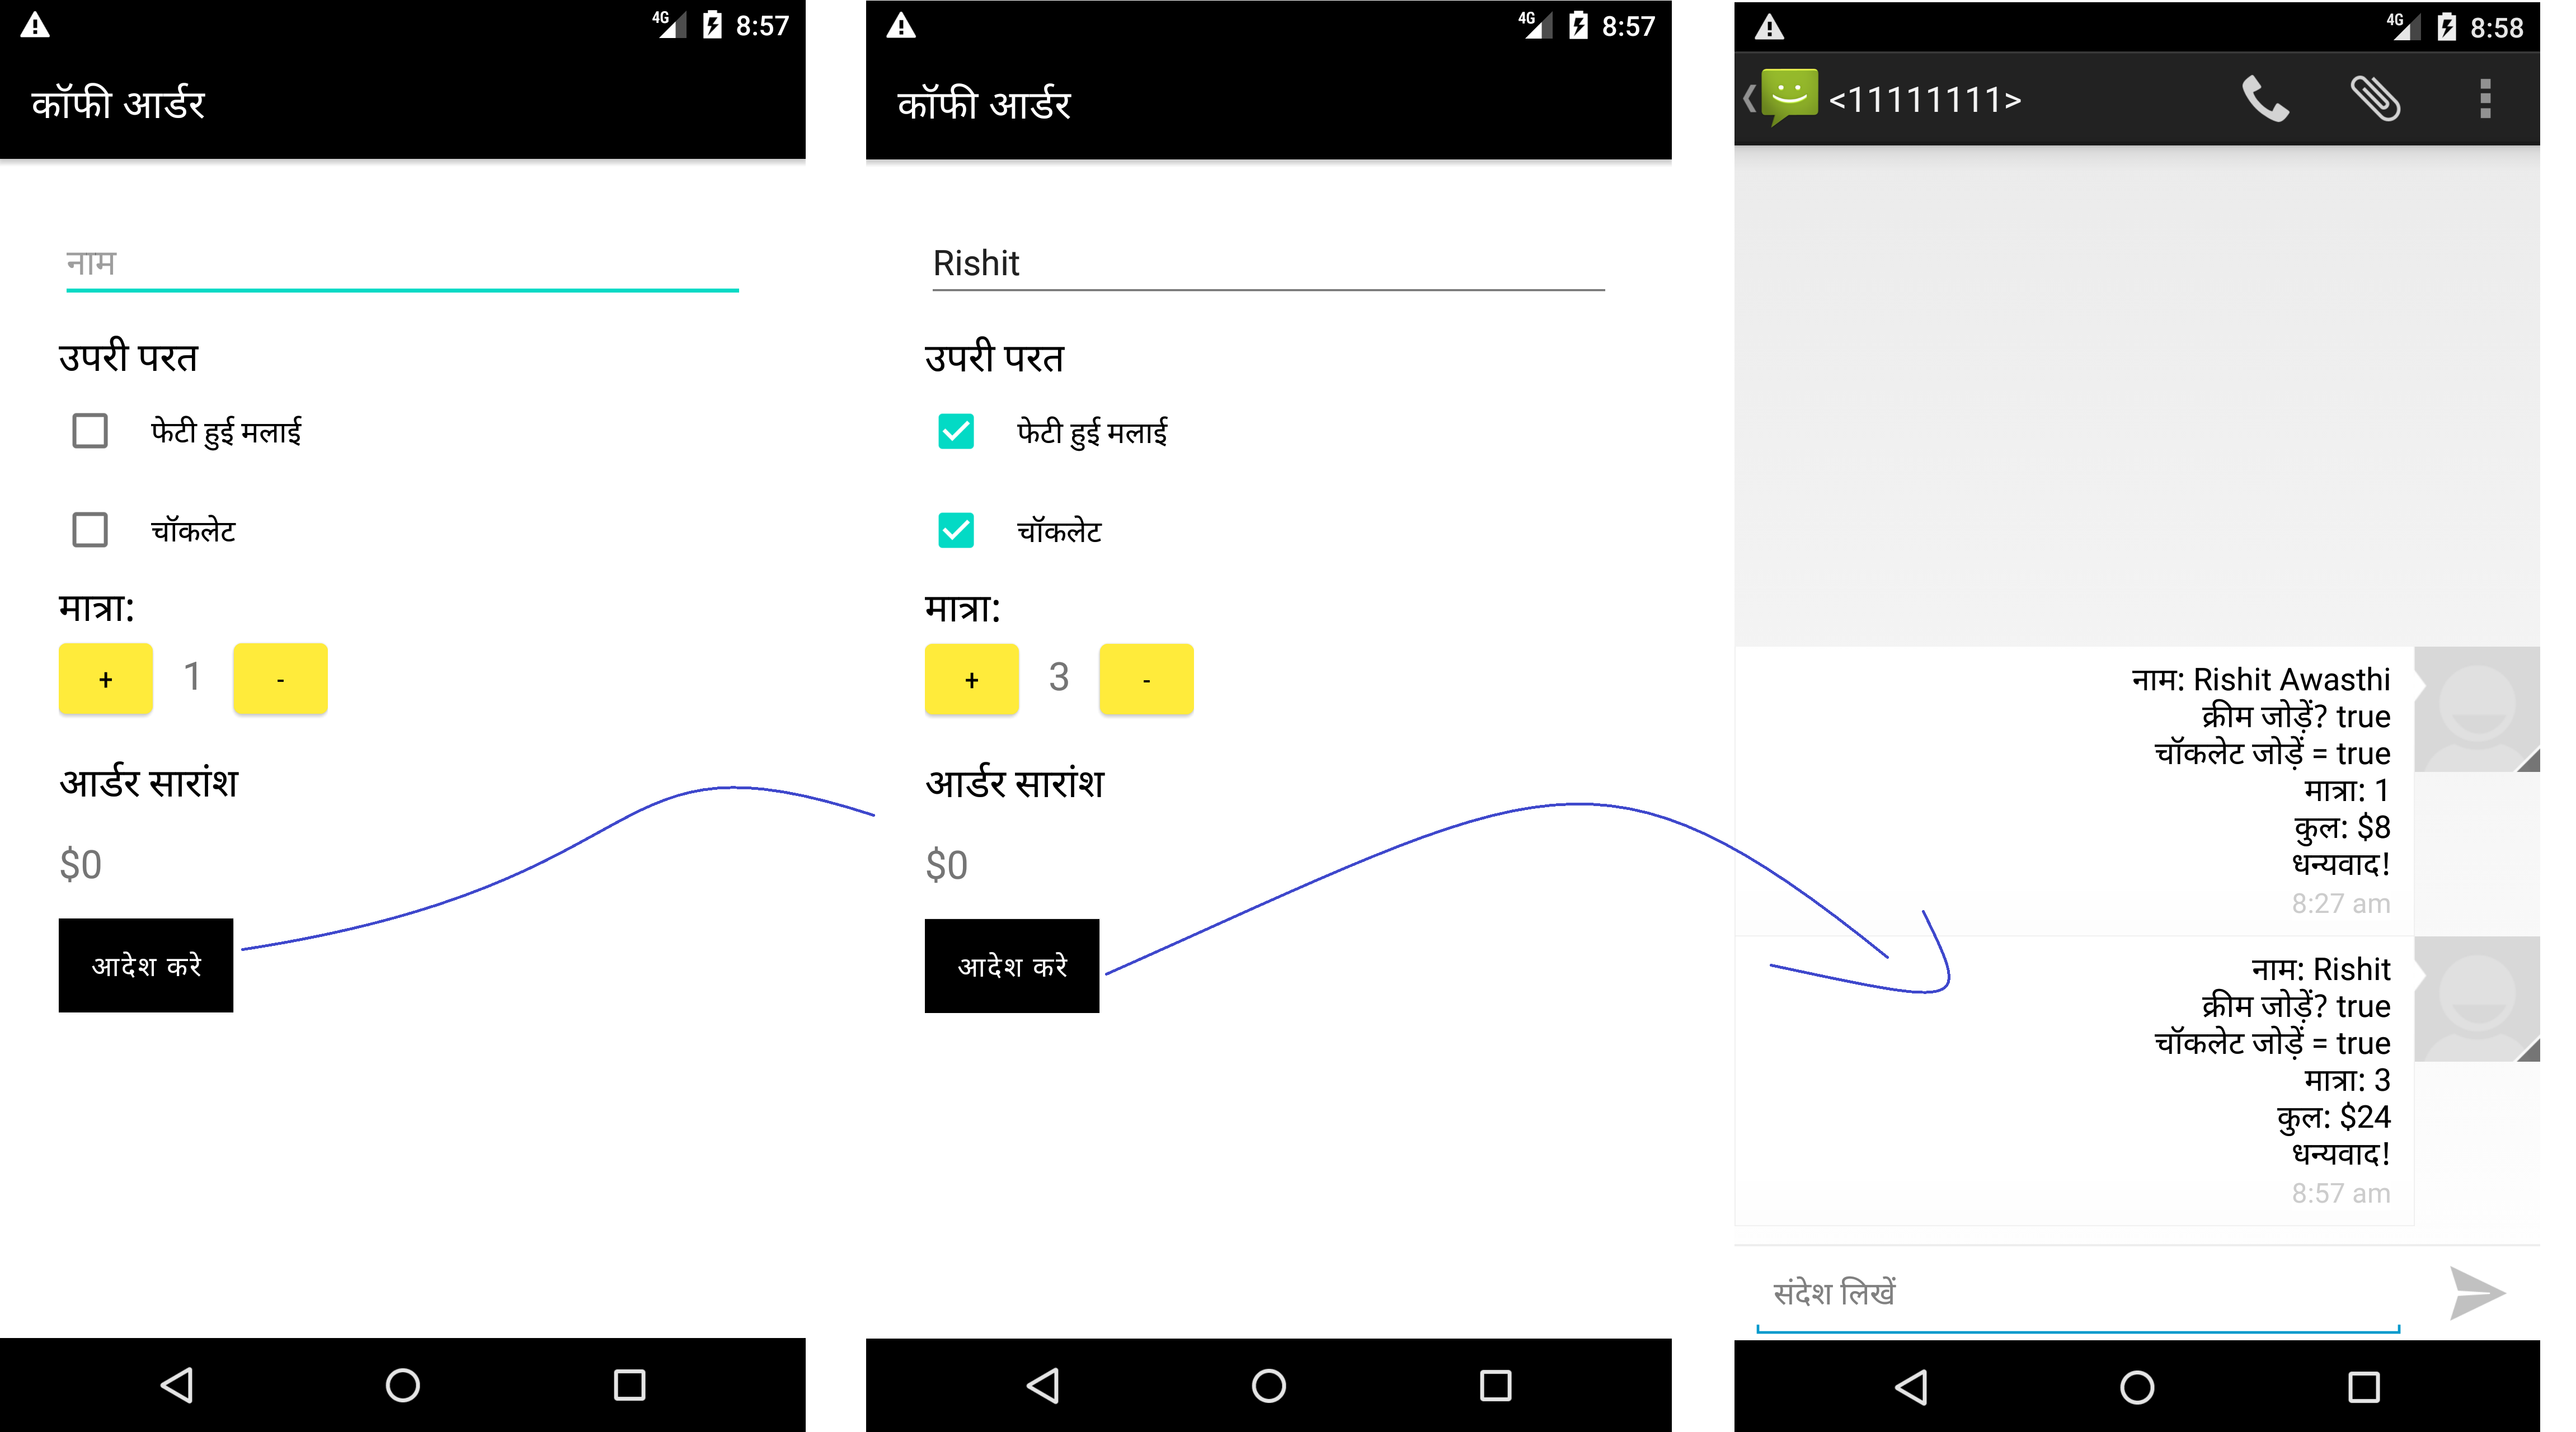 4G 8:57
कॉफी आर्डर
नाम
उपरी परत
फेटी हुई मलाई
चॉकलेट
मात्रा:
+ 1 -
आर्डर सारांश
$0
आदेश करे
4G 8:57
कॉफी आर्डर
Rishit
उपरी परत
फेटी हुई मलाई
चॉकलेट
मात्रा:
+ 3 -
आर्डर सारांश
$0
आदेश करे
4G 8:58
<11111111>
नाम: Rishit Awasthi
क्रीम जोड़ें? true
चॉकलेट जोड़ें = true
मात्रा: 1
कुल: $8
धन्यवाद!
8:27 am
नाम: Rishit
क्रीम जोड़ें? true
चॉकलेट जोड़ें = true
मात्रा: 3
कुल: $24
धन्यवाद!
8:57 am
संदेश लिखें